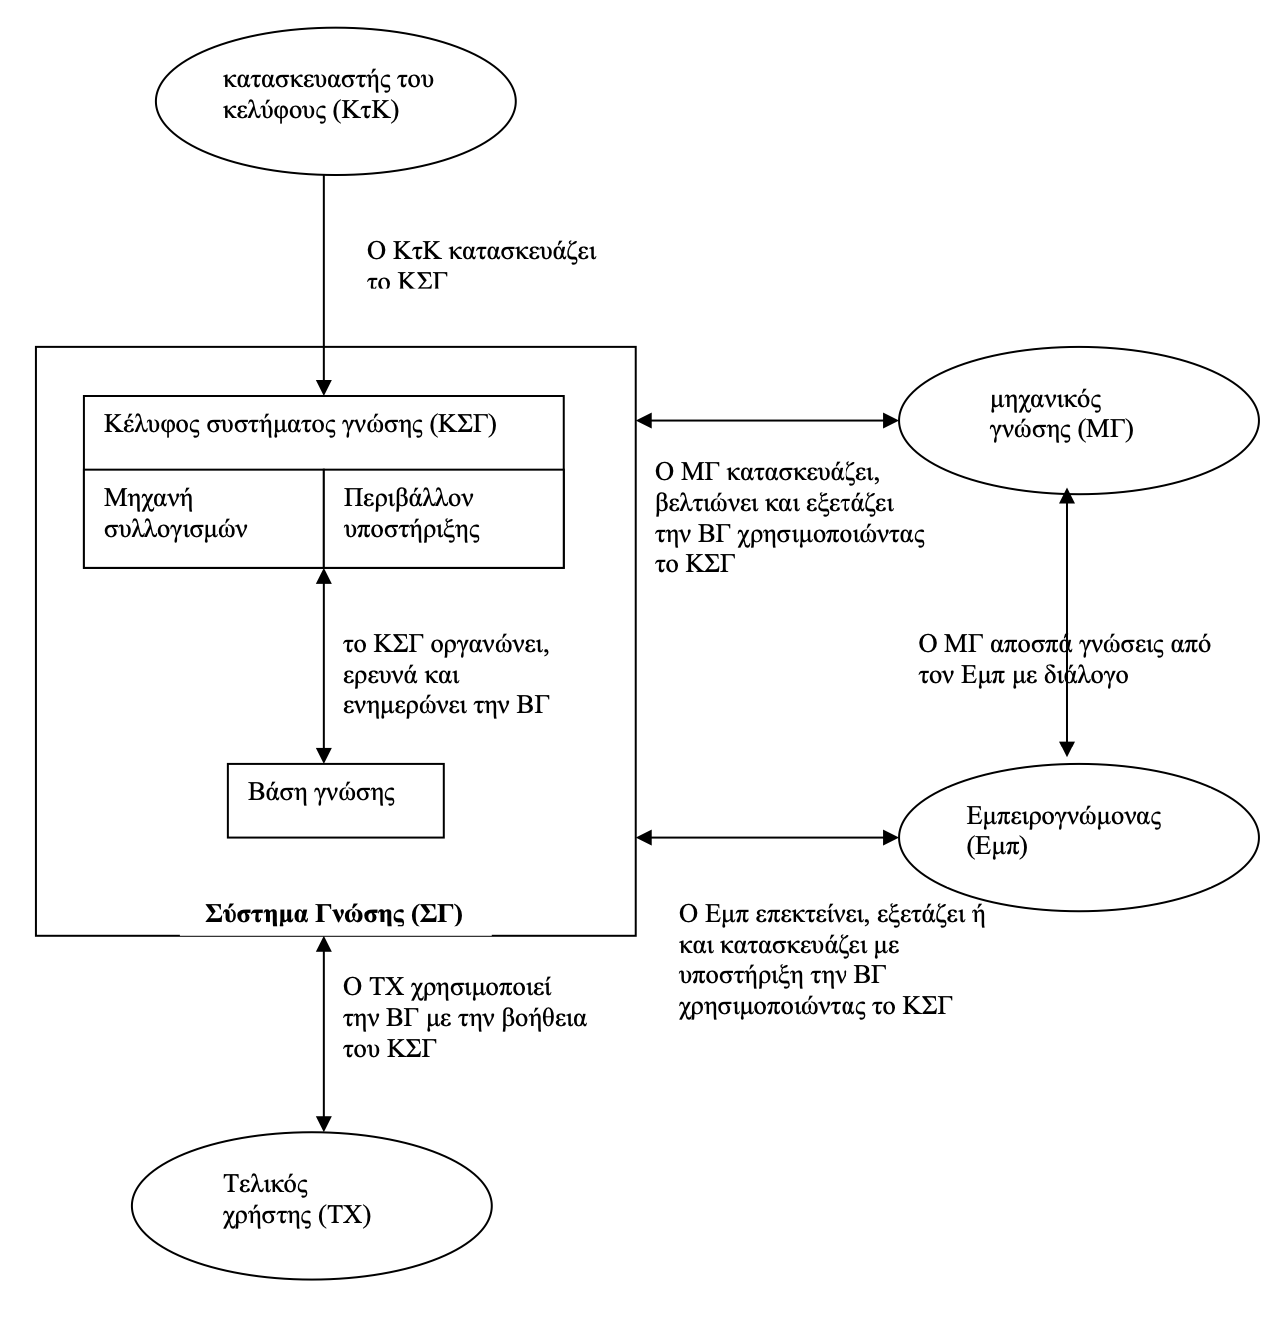 κατασκευαστής του
κελύφους (ΚτΚ)
Ο ΚτΚ κατασκευάζει
το ΚΣΓ
Κέλυφος συστήματος γνώσης (ΚΣΓ)
Μηχανή
συλλογισμών
Περιβάλλον
υποστήριξης
το ΚΣΓ οργανώνει,
ερευνά και
ενημερώνει την ΒΓ
Βάση γνώσης
Σύστημα Γνώσης (ΣΓ)
μηχανικός
γνώσης (ΜΓ)
Ο ΜΓ κατασκευάζει,
βελτιώνει και εξετάζει
την ΒΓ χρησιμοποιώντας
το ΚΣΓ
Ο ΜΓ αποσπά γνώσεις από
τον Εμπ με διάλογο
Εμπειρογνώμονας
(Εμπ)
Ο Εμπ επεκτείνει, εξετάζει ή
και κατασκευάζει με
υποστήριξη την ΒΓ
χρησιμοποιώντας το ΚΣΓ
Ο ΤΧ χρησιμοποιεί
την ΒΓ με την βοήθεια
του ΚΣΓ
Τελικός
χρήστης (ΤΧ)